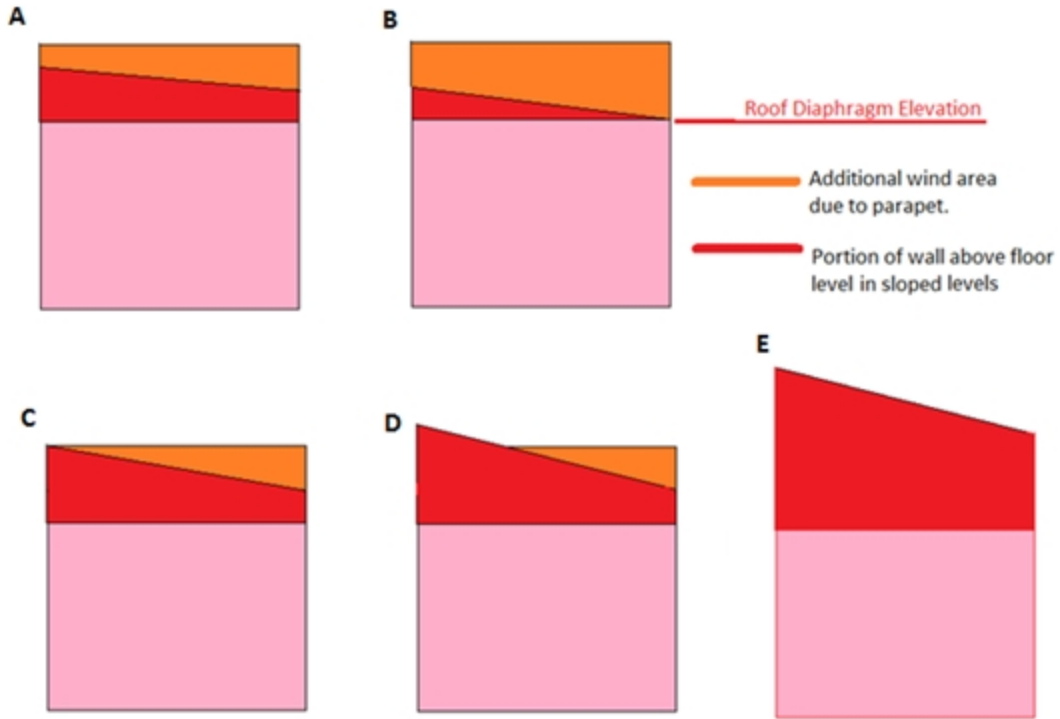 A
B
Roof Diaphragm Elevation
Additional wind area
due to parapet.
Portion of wall above floor
level in sloped levels
E
C
D